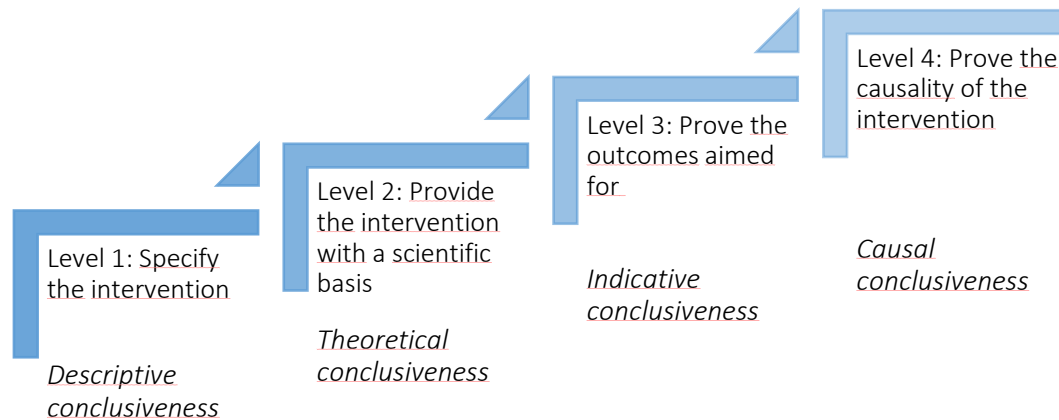 Level 1: Specify
the intervention
Descriptive
conclusiveness
Level 2: Provide
the intervention
with a scientific
basis
Theoretical
conclusiveness
Level 3: Prove the
outcomes aimed
for
Indicative
conclusiveness
Level 4: Prove the
causality of the
intervention
Causal
conclusiveness